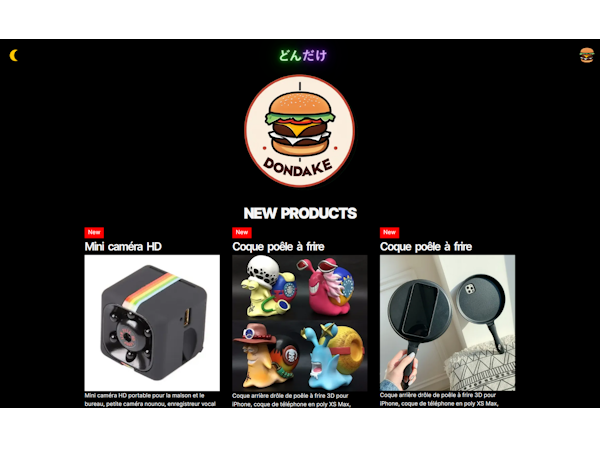 どんだけ
DONDAKE
NEW PRODUCTS
New
Mini caméra HD
Mini caméra HD portable pour la maison et le
bureau, petite caméra nounou, enregistreur vocal
New
Coque poêle à frire
Coque arrière drôle de poêle à frire 3D pour
iPhone, coque de téléphone en poly XS Max,
New
Coque poêle à frire
Coque arrière drôle de poêle à frire 3D pour
iPhone, coque de téléphone en poly XS Max,